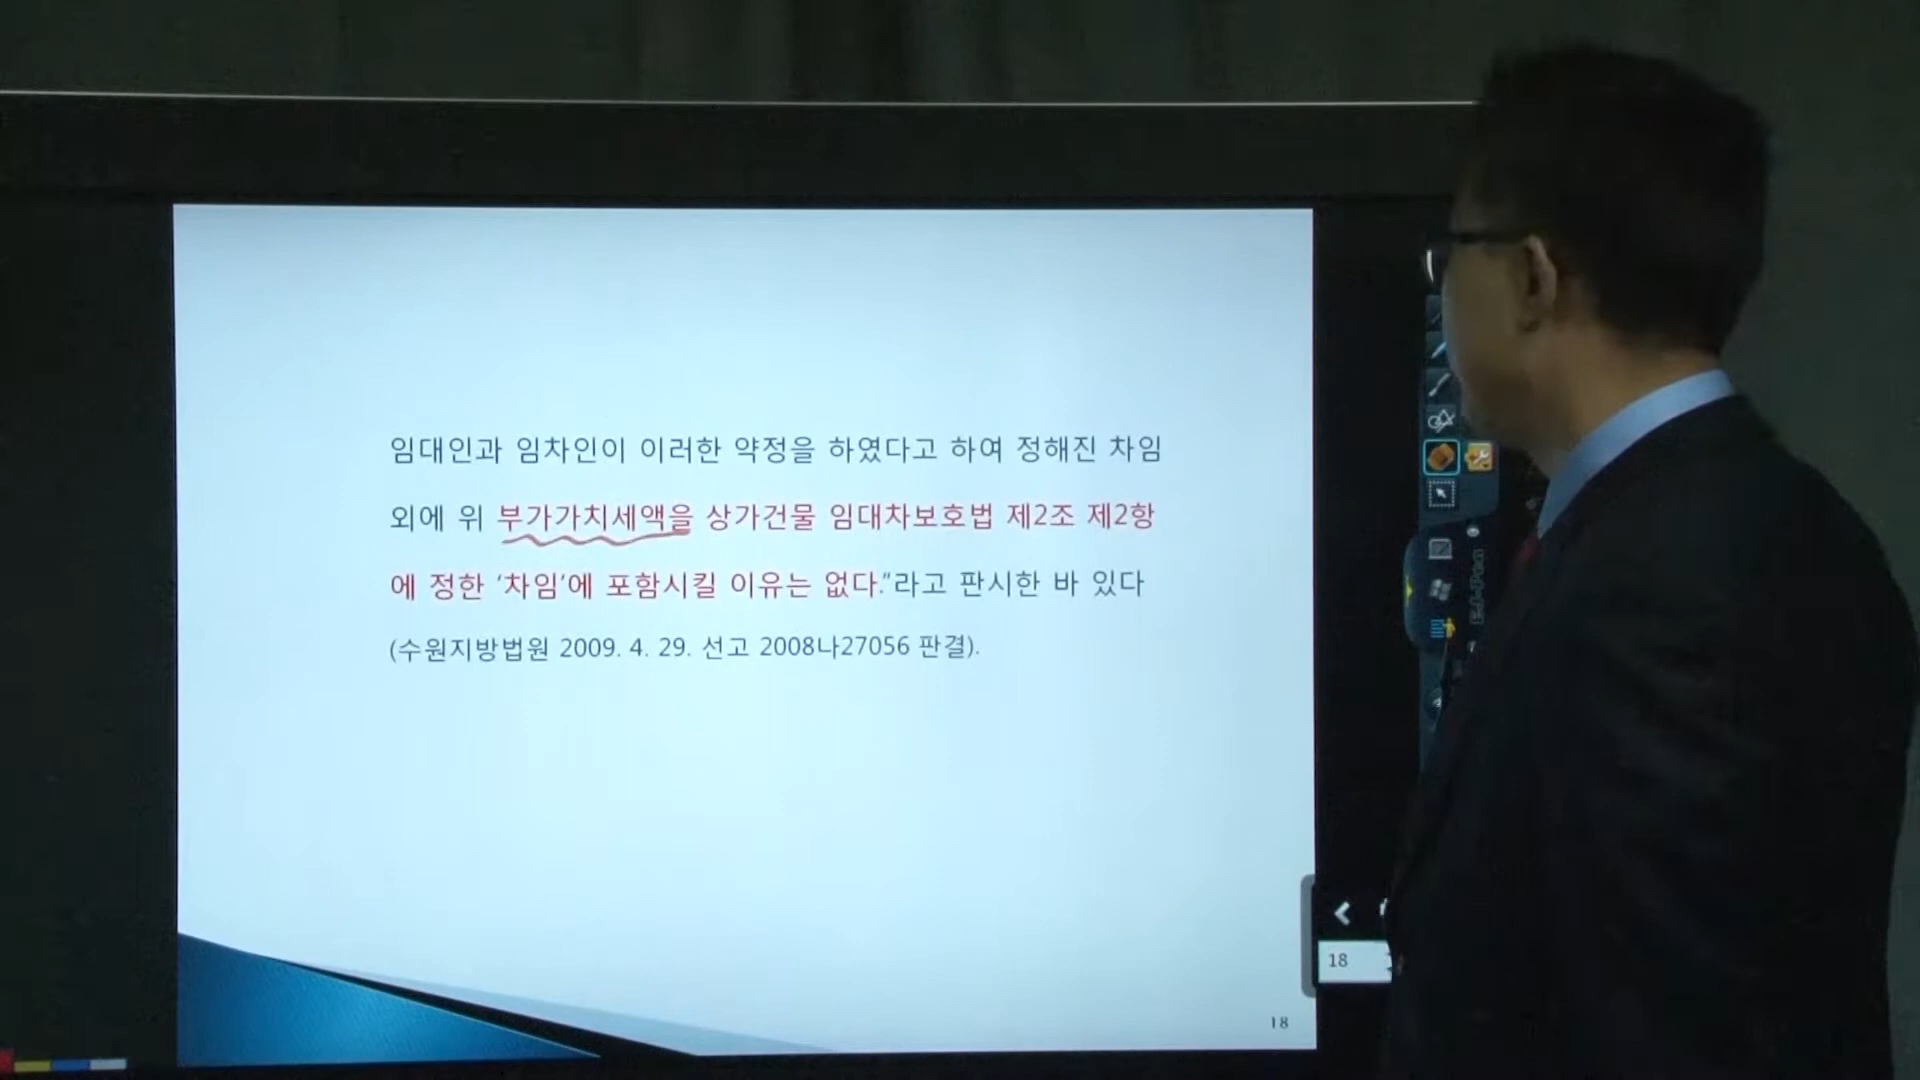 임대인과 임차인이 이러한 약정을 하였다고 하여 정해진 차임
외에 위 부가가치세액을 상가건물 임대차보호법 제2조 제2항
에 정한 ‘차임’에 포함시킬 이유는 없다.”라고 판시한 바 있다
(수원지방법원 2009. 4. 29. 선고 2008나27056 판결).
18
18